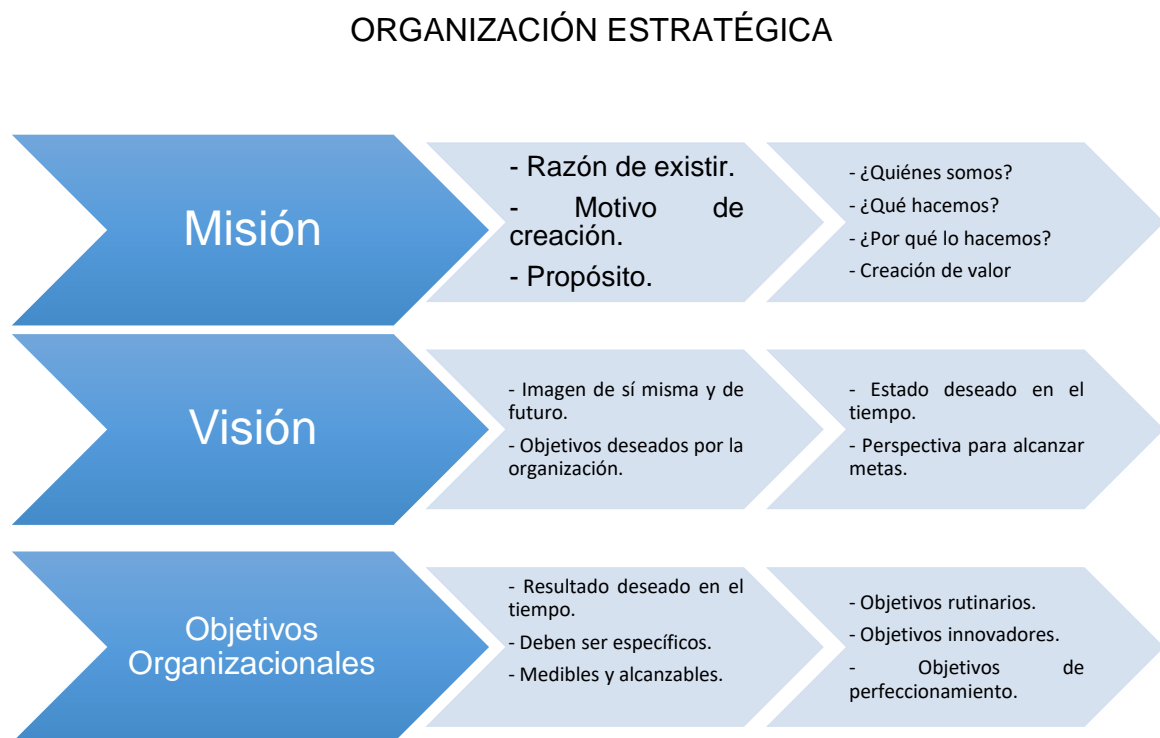 ORGANIZACIÓN ESTRATÉGICA
Misión
- Razón de existir.
- Motivo de
creación.
- Propósito.
- ¿Quiénes somos?
- ¿Qué hacemos?
- ¿Por qué lo hacemos?
- Creación de valor
Visión
- Imagen de sí misma y de
futuro.
- Objetivos deseados por la
organización.
- Estado deseado en el
tiempo.
- Perspectiva para alcanzar
metas.
Objetivos
Organizacionales
- Resultado deseado en el
tiempo.
- Deben ser específicos.
- Medibles y alcanzables.
- Objetivos rutinarios.
- Objetivos innovadores.
- Objetivos de
perfeccionamiento.